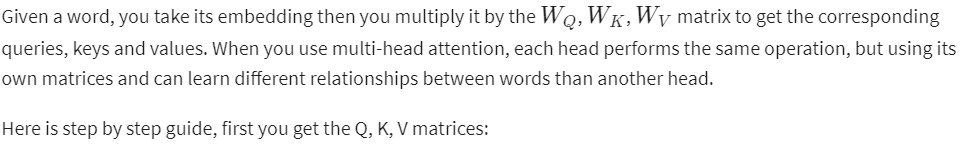 Given a word, you take its embedding then you multiply it by the W_Q, W_K, W_V matrix to get the corresponding
queries, keys and values. When you use multi-head attention, each head performs the same operation, but using its
own matrices and can learn different relationships between words than another head.
Here is step by step guide, first you get the Q, K, V matrices: